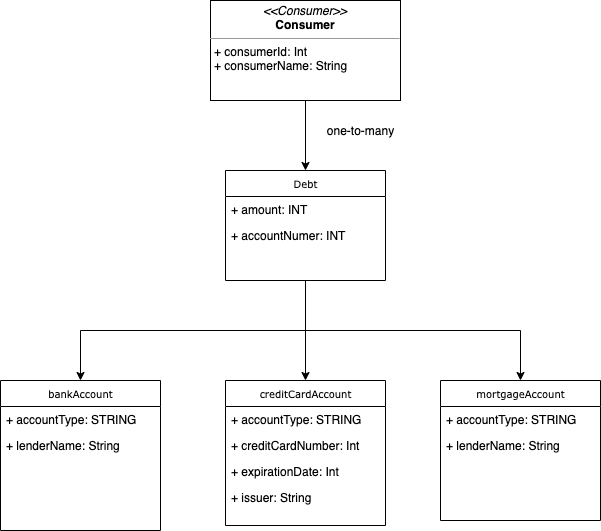 <<Consumer>>
Consumer
+ consumerId: Int
+ consumerName: String
one-to-many
Debt
+ amount: INT
+ accountNumer: INT
bankAccount
+ accountType: STRING
+ lenderName: String
creditCardAccount
+ accountType: STRING
+ creditCardNumber: Int
+ expirationDate: Int
+ issuer: String
mortgageAccount
+ accountType: STRING
+ lenderName: String